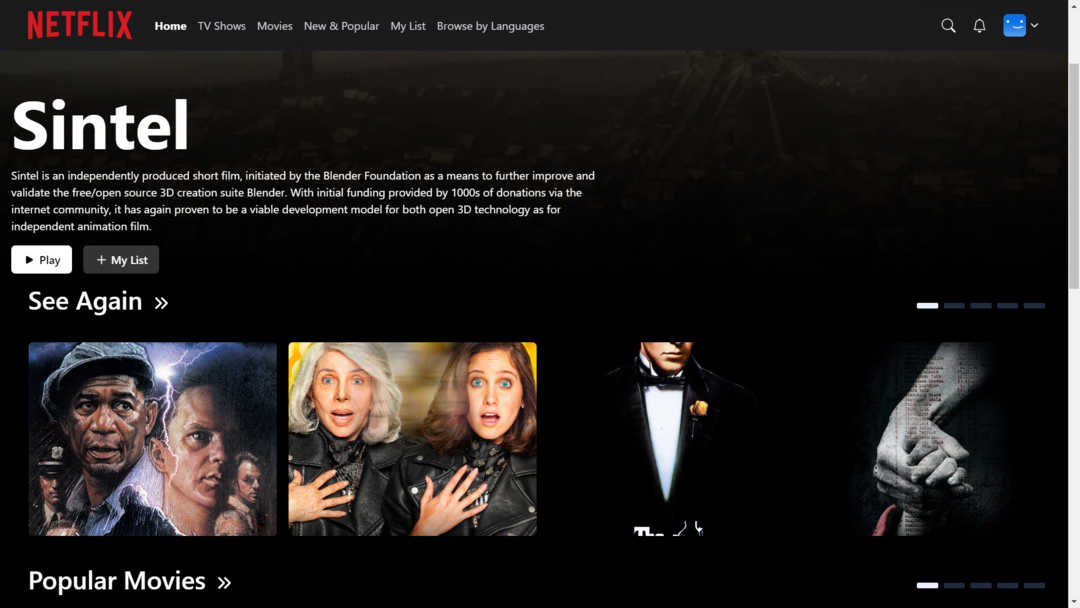 NETFLIX
Home TV Shows Movies New & Popular My List Browse by Languages
Sintel
Sintel is an independently produced short film, initiated by the Blender Foundation as a means to further improve and
validate the free/open source 3D creation suite Blender. With initial funding provided by 1000s of donations via the
internet community, it has again proven to be a viable development model for both open 3D technology as for
independent animation film.
Play
My List
See Again
The
Popular Movies